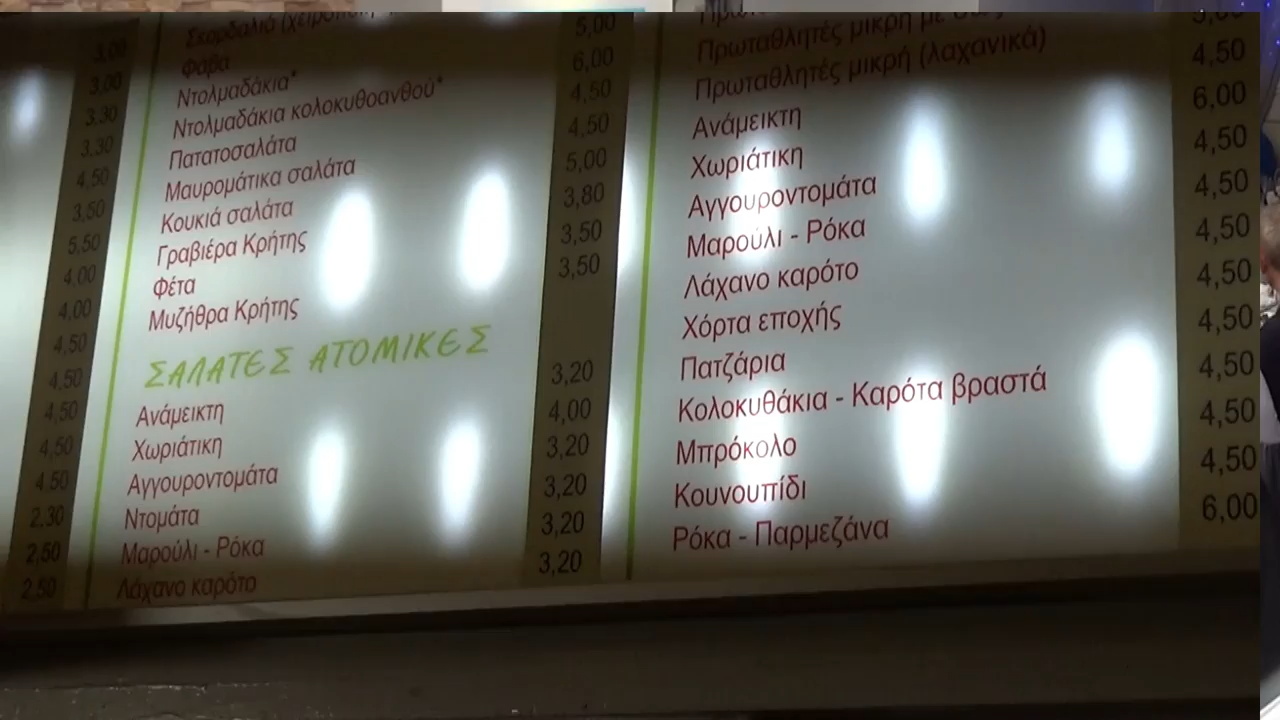 3,00
3,00
3,30
3,30
4,50
3,50
5,50
4,00
4,00
4,50
4,50
4,50
4,50
4,50
2,30
2,50
2,50
Σκορδαλιά
Φάβα
Ντολμαδάκια*
Ντολμαδάκια κολοκυθοανθού*
Πατατοσαλάτα
Μαυρομάτικα σαλάτα
Κουκιά σαλάτα
Γραβιέρα Κρήτης
Φέτα
Μυζήθρα Κρήτης
ΣΑΛΑΤΕΣ ΑΤΟΜΙΚΕΣ
Ανάμεικτη
Χωριάτικη
Αγγουροντομάτα
Ντομάτα
Μαρούλι - Ρόκα
Λάχανο καρότο
5,00
6,00
4,50
4,50
5,00
3,80
3,50
3,50
3,20
4,00
3,20
3,20
3,20
3,20
Πρωταθλητές μικρή με
Πρωταθλητές μικρή (λαχανικά)
Ανάμεικτη
Χωριάτικη
Αγγουροντομάτα
Μαρούλι - Ρόκα
Λάχανο καρότο
Χόρτα εποχής
Πατζάρια
Κολοκυθάκια - Καρότα βραστά
Μπρόκολο
Κουνουπίδι
Ρόκα - Παρμεζάνα
4,50
6,00
4,50
4,50
4,50
4,50
4,50
4,50
4,50
4,50
6,00